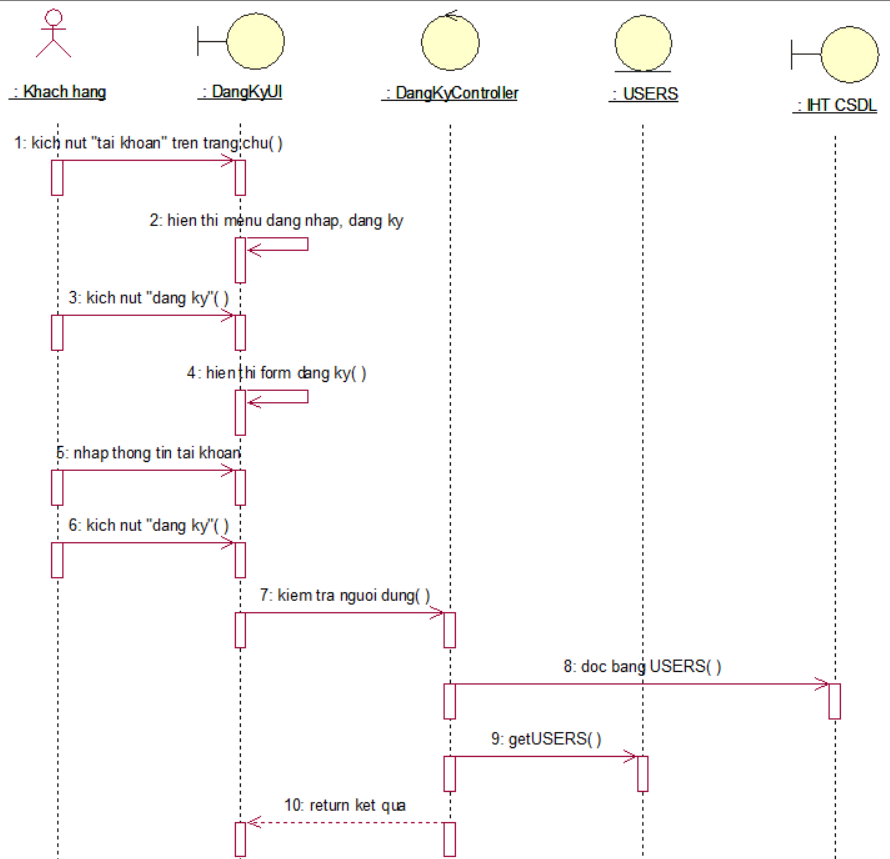 : Khach hang
: DangKyUI
: DangKyController
: USERS
: IHT CSDL
1: kich nut "tai khoan" tren trang chu( )
2: hien thi menu dang nhap, dang ky
3: kich nut "dang ky"( )
4: hien thi form dang ky( )
5: nhap thong tin tai khoan
6: kich nut "dang ky"( )
7: kiem tra nguoi dung( )
8: doc bang USERS( )
9: getUSERS( )
10: return ket qua